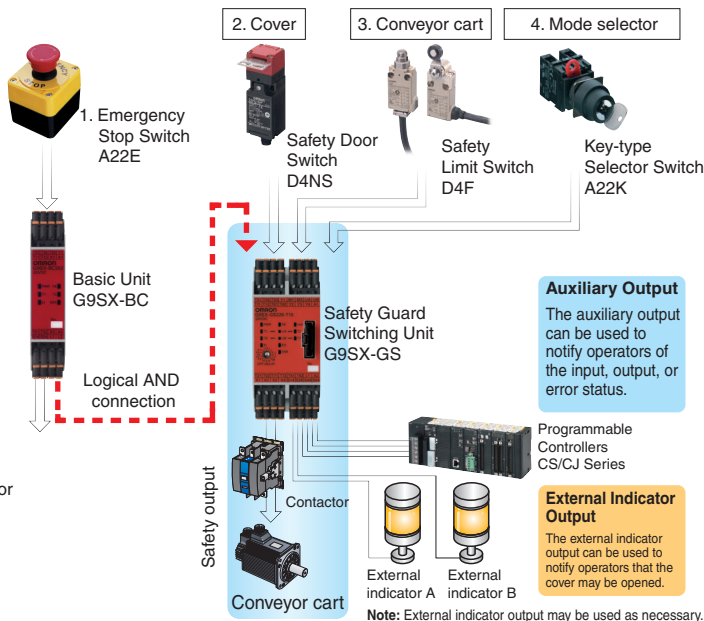 2. Cover
3. Conveyor cart
4. Mode selector
STOP
1. Emergency
Stop Switch
A22E
Safety Door
Switch
D4NS
Safety
Limit Switch
D4F
Key-type
Selector Switch
A22K
Basic Unit
G9SX-BC
Logical AND
connection
OMRON
OMRON
Safety Guard
Switching Unit
G9SX-GS
Auxiliary Output
The auxiliary output
can be used to
notify operators of
the input, output, or
error status.
Programmable
Controllers
CS/CJ Series
or
Safety output
Contactor
Conveyor cart
External
indicator A
External
indicator B
External Indicator
Output
The external indicator
output can be used to
notify operators that the
cover may be opened.
Note: External indicator output may be used as necessary.